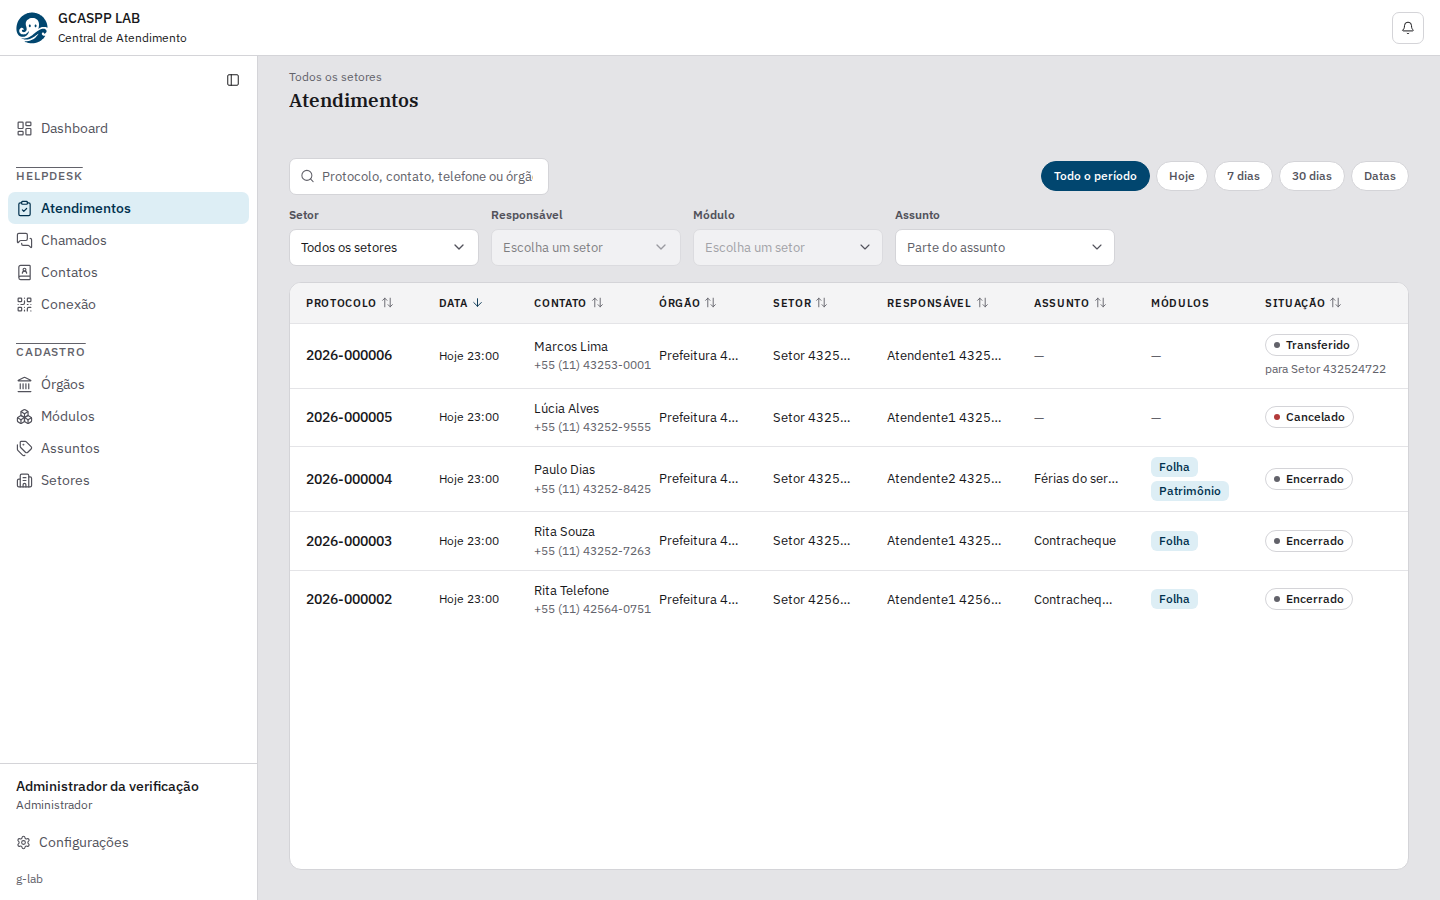 GCASPP LAB
Central de Atendimento
Dashboard
HELPDESK
Atendimentos
Chamados
Contatos
Conexão
CADASTRO
Órgãos
Módulos
Assuntos
Setores
Administrador da verificação
Administrador
Configurações
g-lab
Todos os setores
Atendimentos
Protocolo, contato, telefone ou órgã
Todo o período Hoje 7 dias 30 dias Datas
Setor Responsável Módulo Assunto
Todos os setores Escolha um setor Escolha um setor Parte do assunto
PROTOCOLO DATA CONTATO ÓRGÃO SETOR RESPONSÁVEL ASSUNTO MÓDULOS SITUAÇÃO
2026-000006 Hoje 23:00 Marcos Lima Prefeitura 4... Setor 4325... Atendente1 4325... — — Transferido
+55 (11) 43253-0001 para Setor 432524722
2026-000005 Hoje 23:00 Lúcia Alves Prefeitura 4... Setor 4325... Atendente1 4325... — — Cancelado
+55 (11) 43252-9555
2026-000004 Hoje 23:00 Paulo Dias Prefeitura 4... Setor 4325... Atendente2 4325... Férias do ser... Folha Encerrado
+55 (11) 43252-8425 Patrimônio
2026-000003 Hoje 23:00 Rita Souza Prefeitura 4... Setor 4325... Atendente1 4325... Contracheque Folha Encerrado
+55 (11) 43252-7263
2026-000002 Hoje 23:00 Rita Telefone Prefeitura 4... Setor 4256... Atendente1 4256... Contracheq... Folha Encerrado
+55 (11) 42564-0751